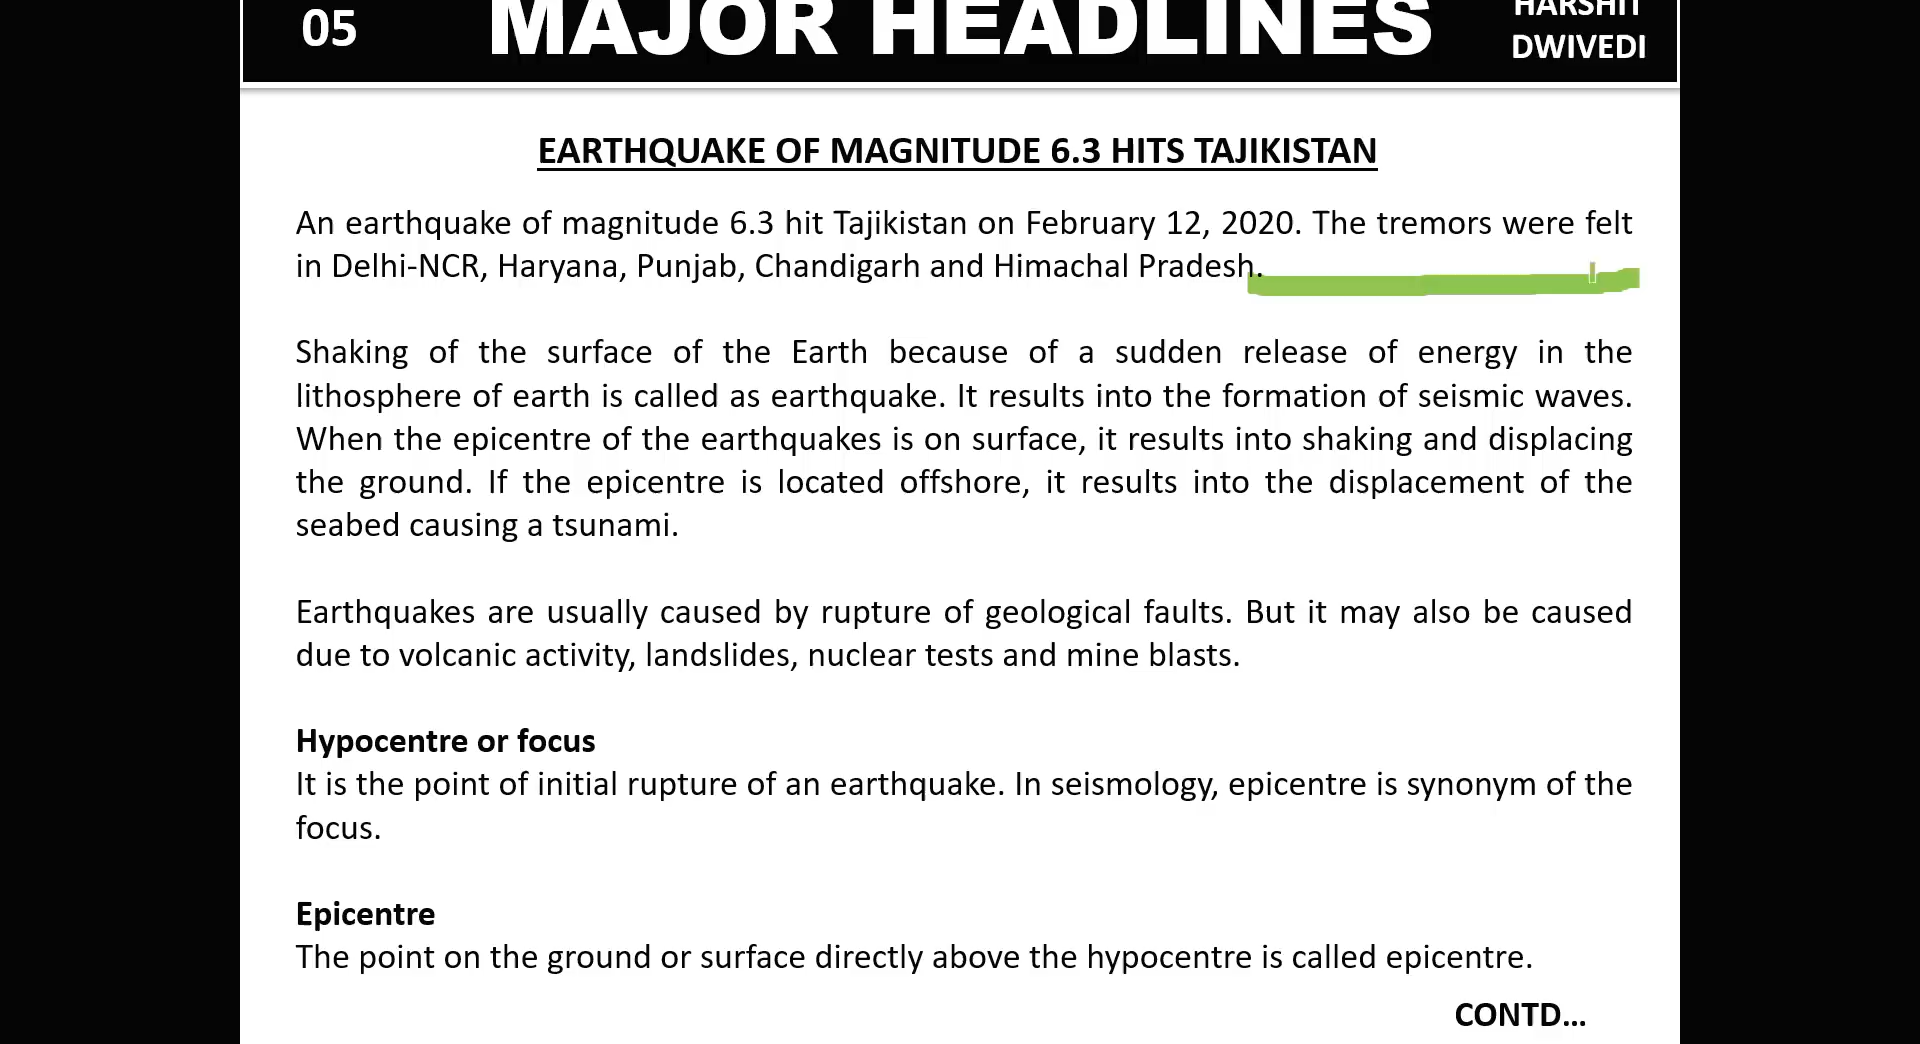 05
MAJOR HEADLINES
HARSHIT
DWIVEDI
EARTHQUAKE OF MAGNITUDE 6.3 HITS TAJIKISTAN
An earthquake of magnitude 6.3 hit Tajikistan on February 12, 2020. The tremors were felt
in Delhi-NCR, Haryana, Punjab, Chandigarh and Himachal Pradesh.
Shaking of the surface of the Earth because of a sudden release of energy in the
lithosphere of earth is called as earthquake. It results into the formation of seismic waves.
When the epicentre of the earthquakes is on surface, it results into shaking and displacing
the ground. If the epicentre is located offshore, it results into the displacement of the
seabed causing a tsunami.
Earthquakes are usually caused by rupture of geological faults. But it may also be caused
due to volcanic activity, landslides, nuclear tests and mine blasts.
Hypocentre or focus
It is the point of initial rupture of an earthquake. In seismology, epicentre is synonym of the
focus.
Epicentre
The point on the ground or surface directly above the hypocentre is called epicentre.
CONTD...